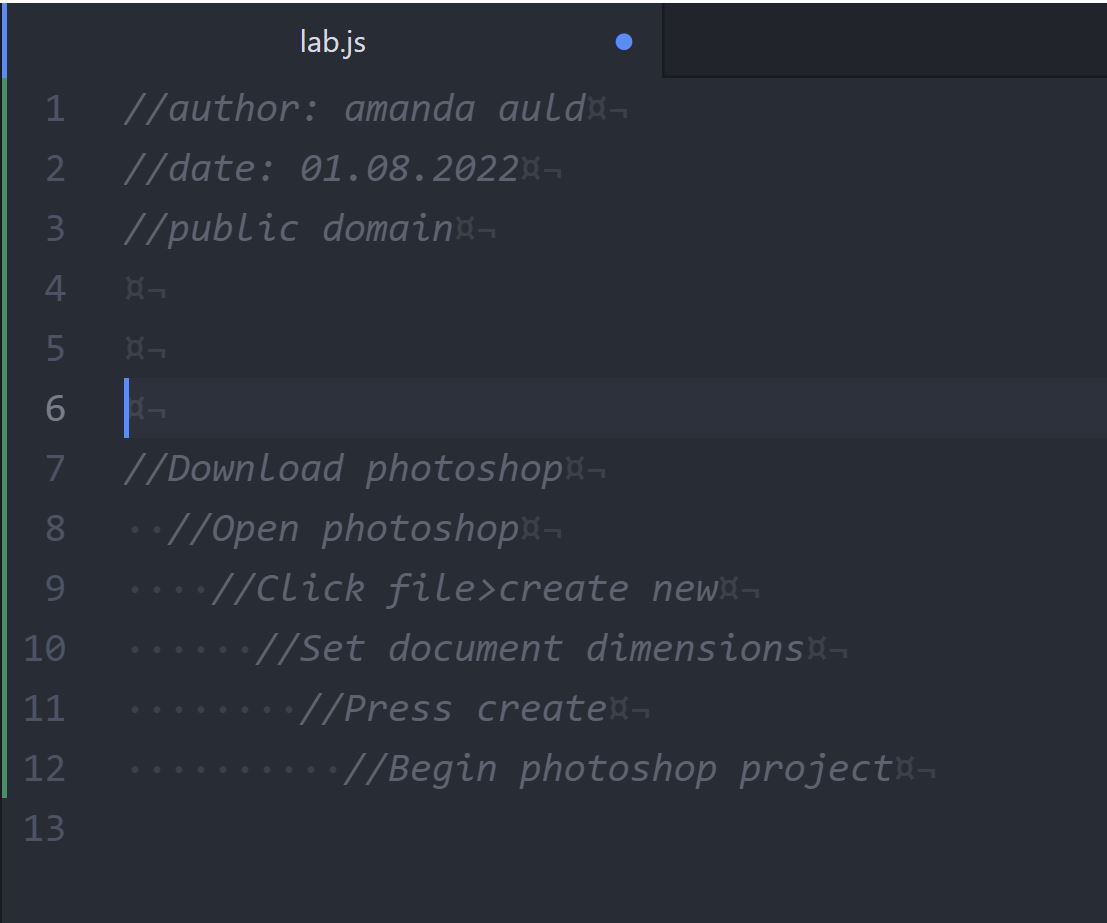 lab.js
1 //author: amanda auld¤¬
2 //date: 01.08.2022¤¬
3 //public domain¤¬
4 ¤¬
5 ¤¬
6 ¤¬
7 //Download photoshop¤¬
8 ··//Open photoshop¤¬
9 ····//Click file>create new¤¬
10 ······//Set document dimensions¤¬
11 ········//Press create¤¬
12 ··········//Begin photoshop project¤¬
13